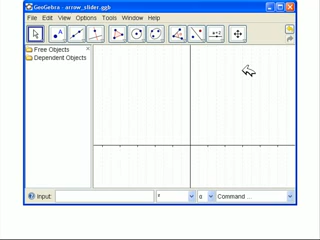 GeoGebra - arrow_slider.ggb
File Edit View Options Tools Window Help
Free Objects
Dependent Objects
Input:
Command ...